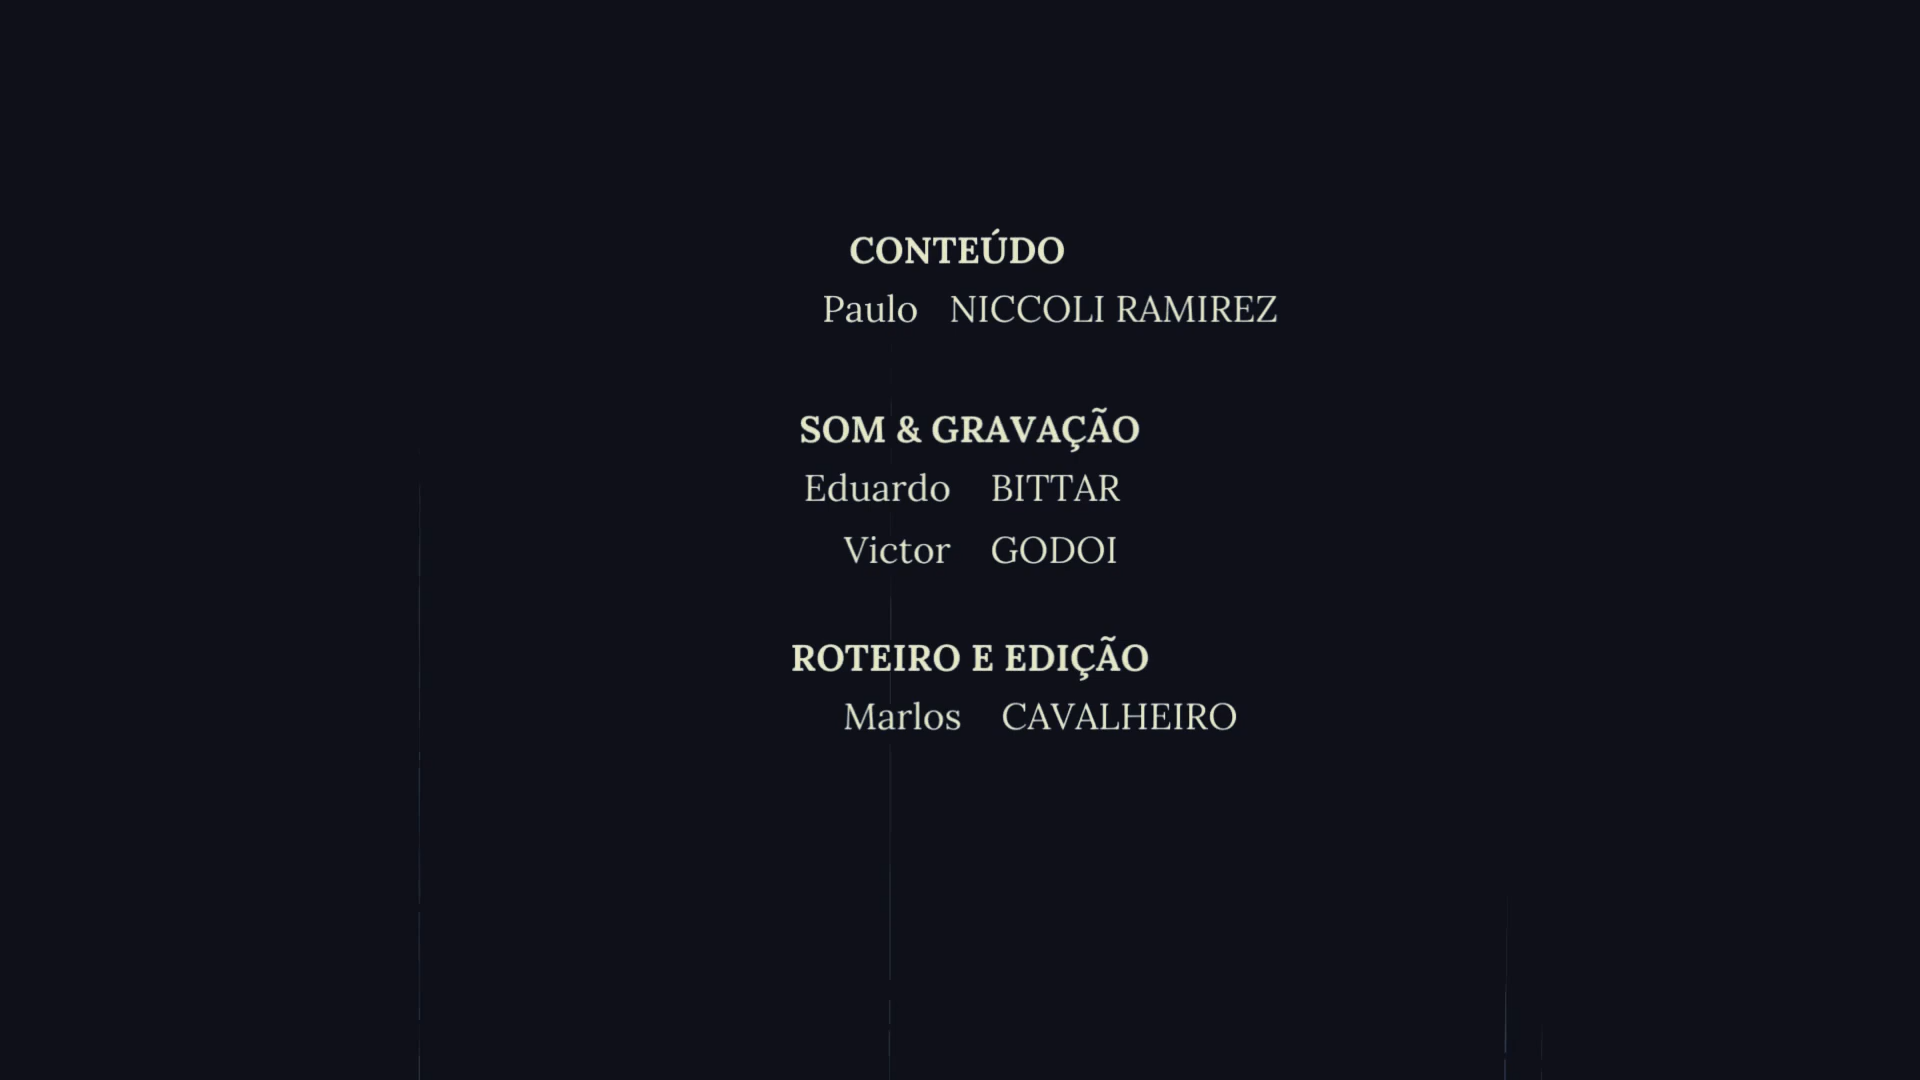 CONTEÚDO
Paulo NICCOLI RAMIREZ
SOM & GRAVAÇÃO
Eduardo BITTAR
Victor GODOI
ROTEIRO E EDIÇÃO
Marlos CAVALHEIRO